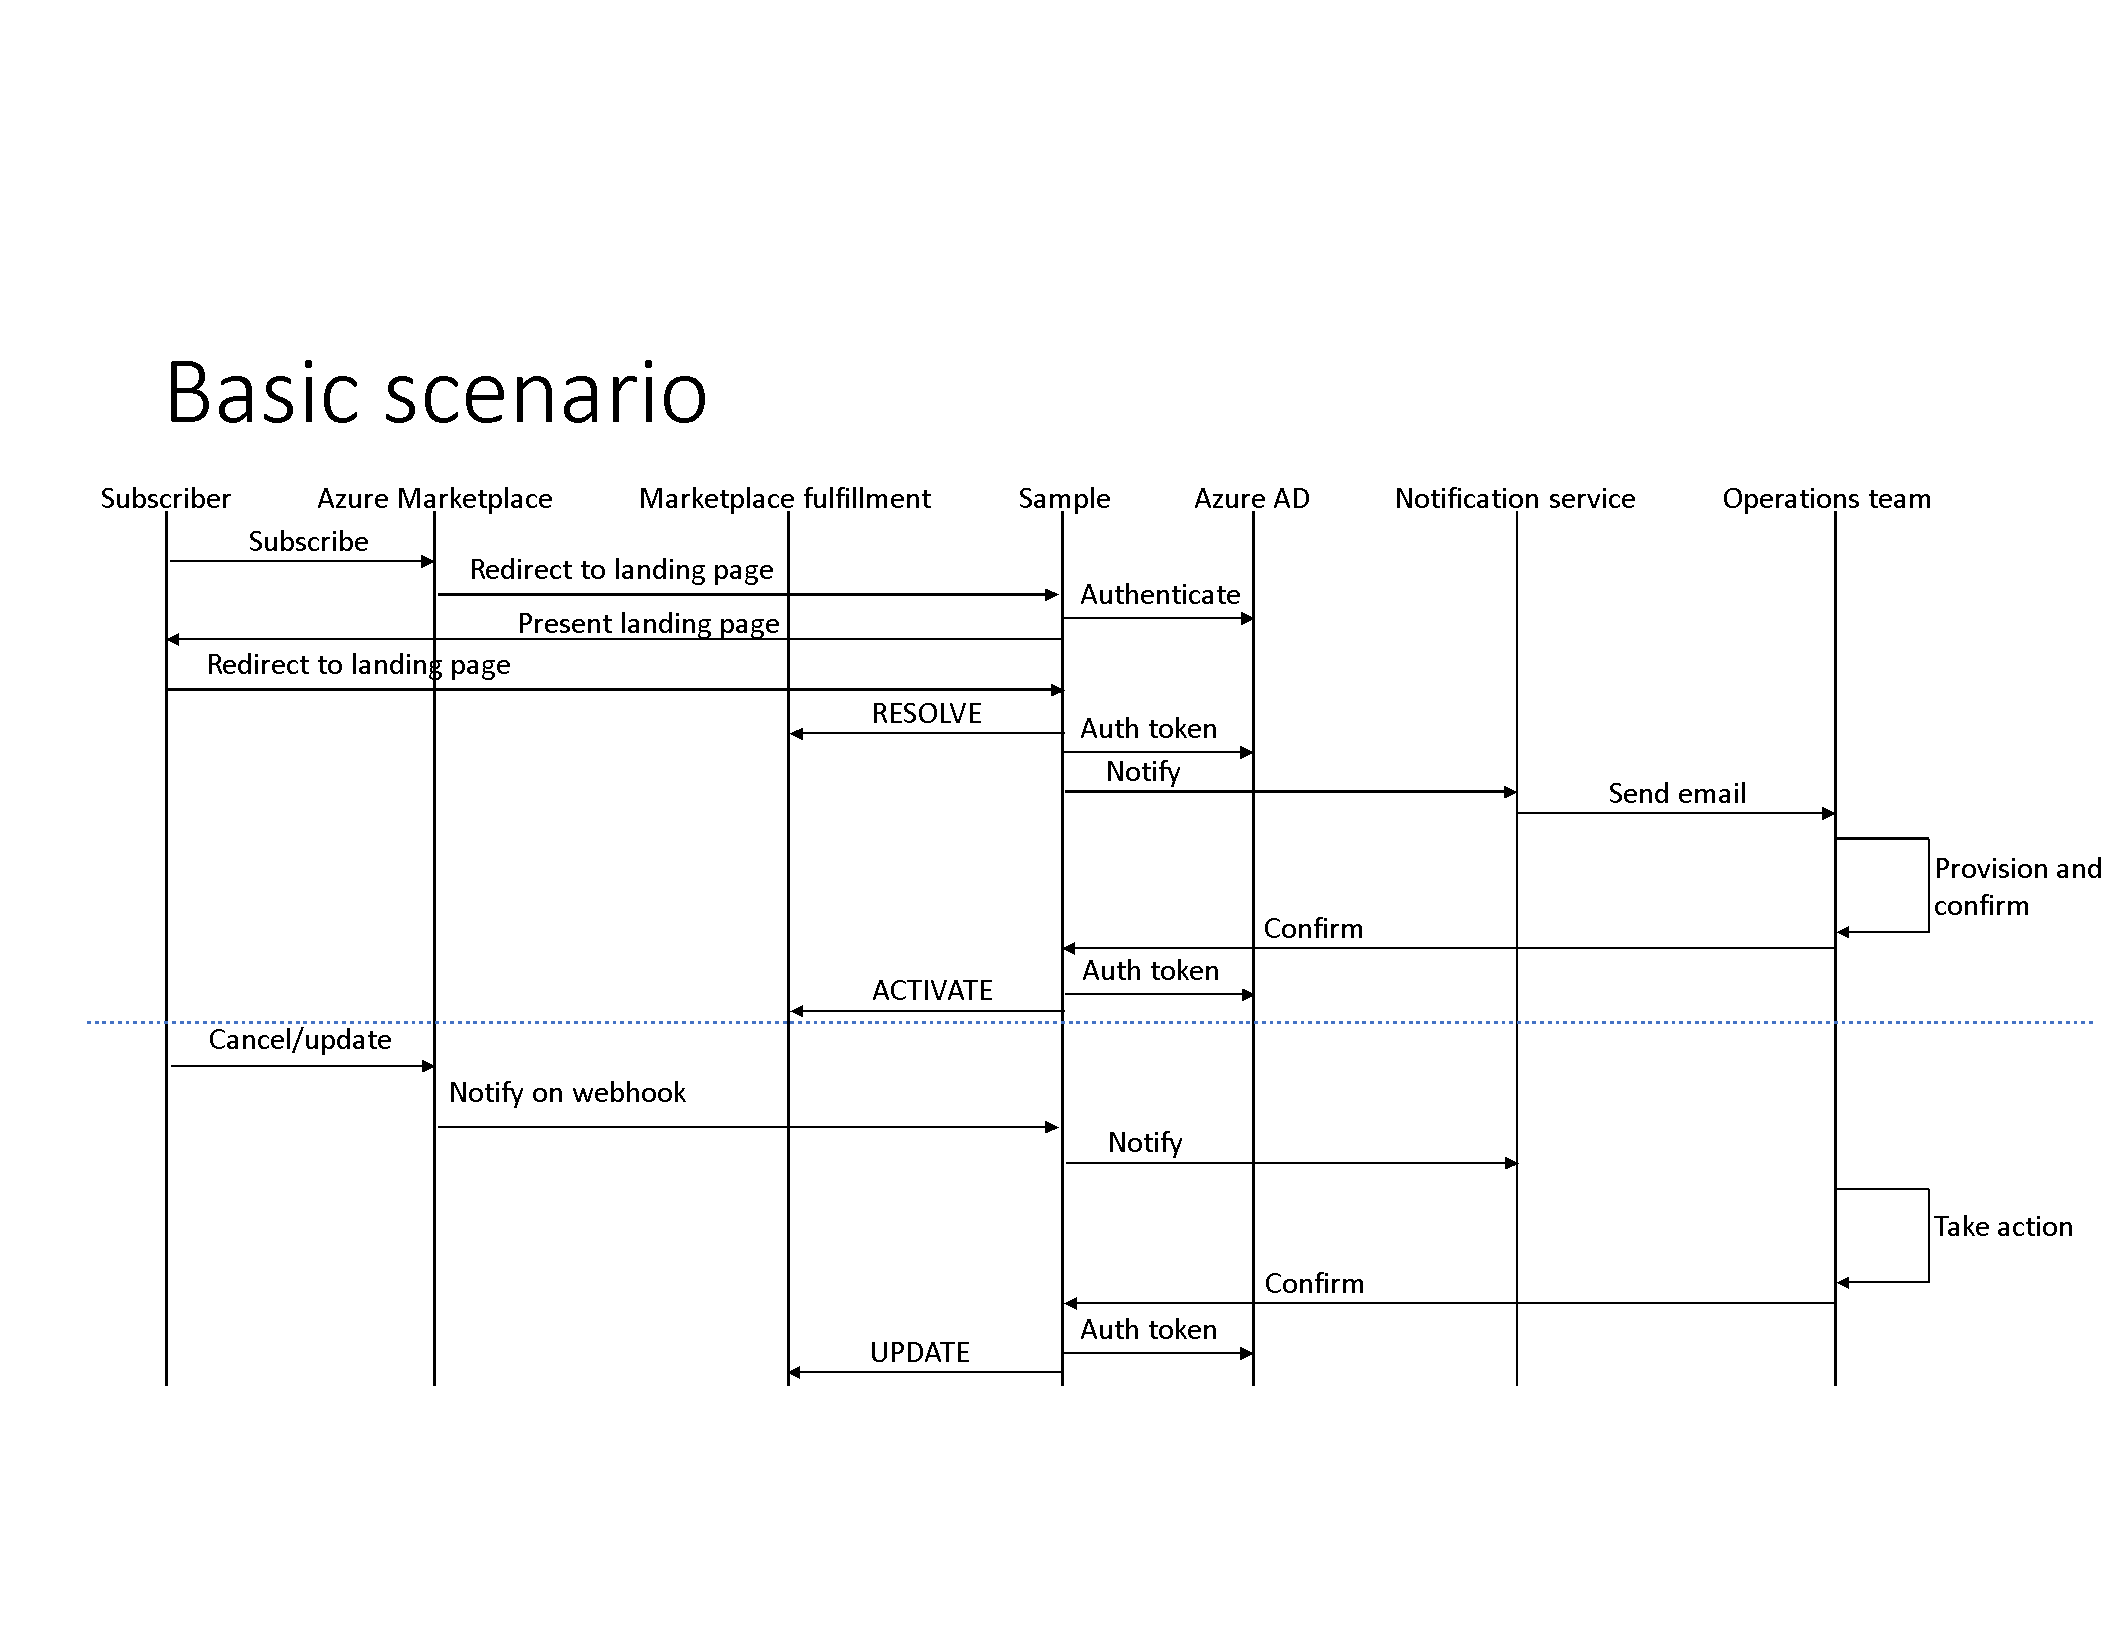 Basic scenario
Subscriber
Azure Marketplace
Marketplace fulfillment
Sample
Azure AD
Notification service
Operations team
Subscribe
Redirect to landing page
Authenticate
Present landing page
Redirect to landing page
RESOLVE
Auth token
Notify
Send email
Provision and
confirm
Confirm
Auth token
ACTIVATE
Cancel/update
Notify on webhook
Notify
Take action
Confirm
Auth token
UPDATE